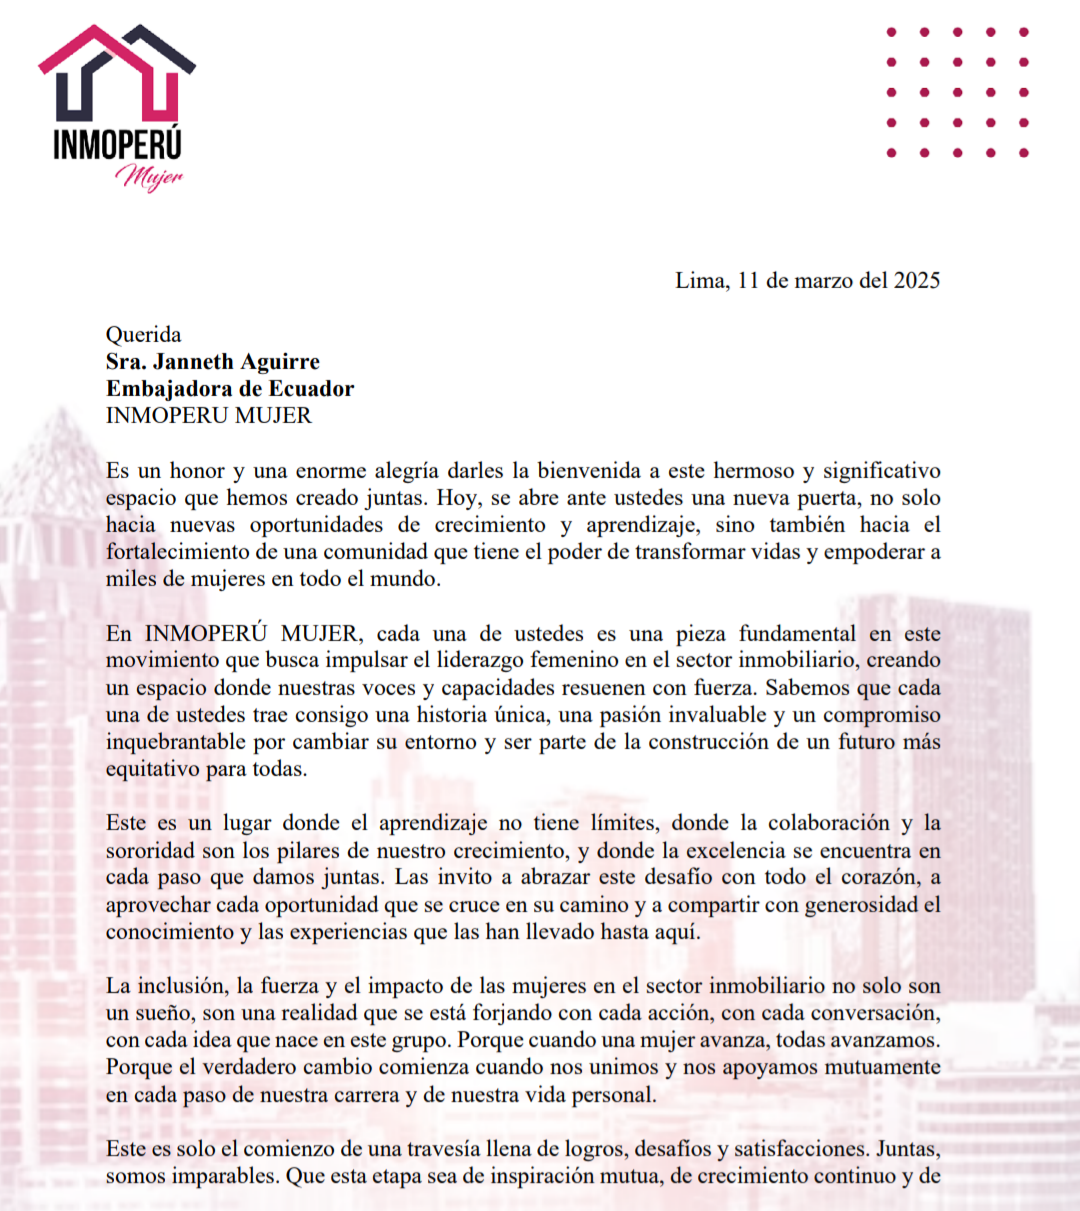 INMOPERÚ
Mujer
Lima, 11 de marzo del 2025
Querida
Sra. Janneth Aguirre
Embajadora de Ecuador
INMOPERU MUJER
Es un honor y una enorme alegría darles la bienvenida a este hermoso y significativo
espacio que hemos creado juntas. Hoy, se abre ante ustedes una nueva puerta, no solo
hacia nuevas oportunidades de crecimiento y aprendizaje, sino también hacia el
fortalecimiento de una comunidad que tiene el poder de transformar vidas y empoderar a
miles de mujeres en todo el mundo.
En INMOPERÚ MUJER, cada una de ustedes es una pieza fundamental en este
movimiento que busca impulsar el liderazgo femenino en el sector inmobiliario, creando
un espacio donde nuestras voces y capacidades resuenen con fuerza. Sabemos que cada
una de ustedes trae consigo una historia única, una pasión invaluable y un compromiso
inquebrantable por cambiar su entorno y ser parte de la construcción de un futuro más
equitativo para todas.
Este es un lugar donde el aprendizaje no tiene límites, donde la colaboración y la
sororidad son los pilares de nuestro crecimiento, y donde la excelencia se encuentra en
cada paso que damos juntas. Las invito a abrazar este desafío con todo el corazón, a
aprovechar cada oportunidad que se cruce en su camino y a compartir con generosidad el
conocimiento y las experiencias que las han llevado hasta aquí.
La inclusión, la fuerza y el impacto de las mujeres en el sector inmobiliario no solo son
un sueño, son una realidad que se está forjando con cada acción, con cada conversación,
con cada idea que nace en este grupo. Porque cuando una mujer avanza, todas avanzamos.
Porque el verdadero cambio comienza cuando nos unimos y nos apoyamos mutuamente
en cada paso de nuestra carrera y de nuestra vida personal.
Este es solo el comienzo de una travesía llena de logros, desafíos y satisfacciones. Juntas,
somos imparables. Que esta etapa sea de inspiración mutua, de crecimiento continuo y de